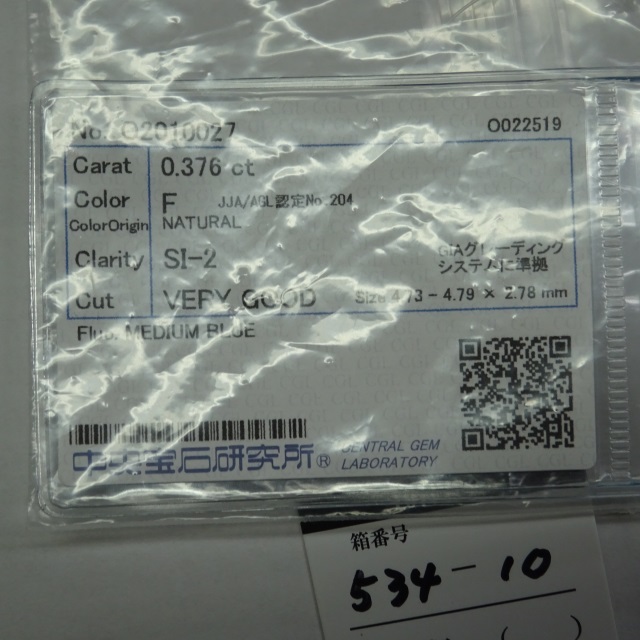 No. O2010027 O022519
Carat 0.376 ct
Color F JJA/AGL認定No. 204
ColorOrigin NATURAL
Clarity SI-2 GIAグレーディング
システムに準拠
Cut VERY GOOD Size 4.73 - 4.79 × 2.78 mm
Fluo. MEDIUM BLUE
中央宝石研究所® CENTRAL GEM
LABORATORY
箱番号
534-10